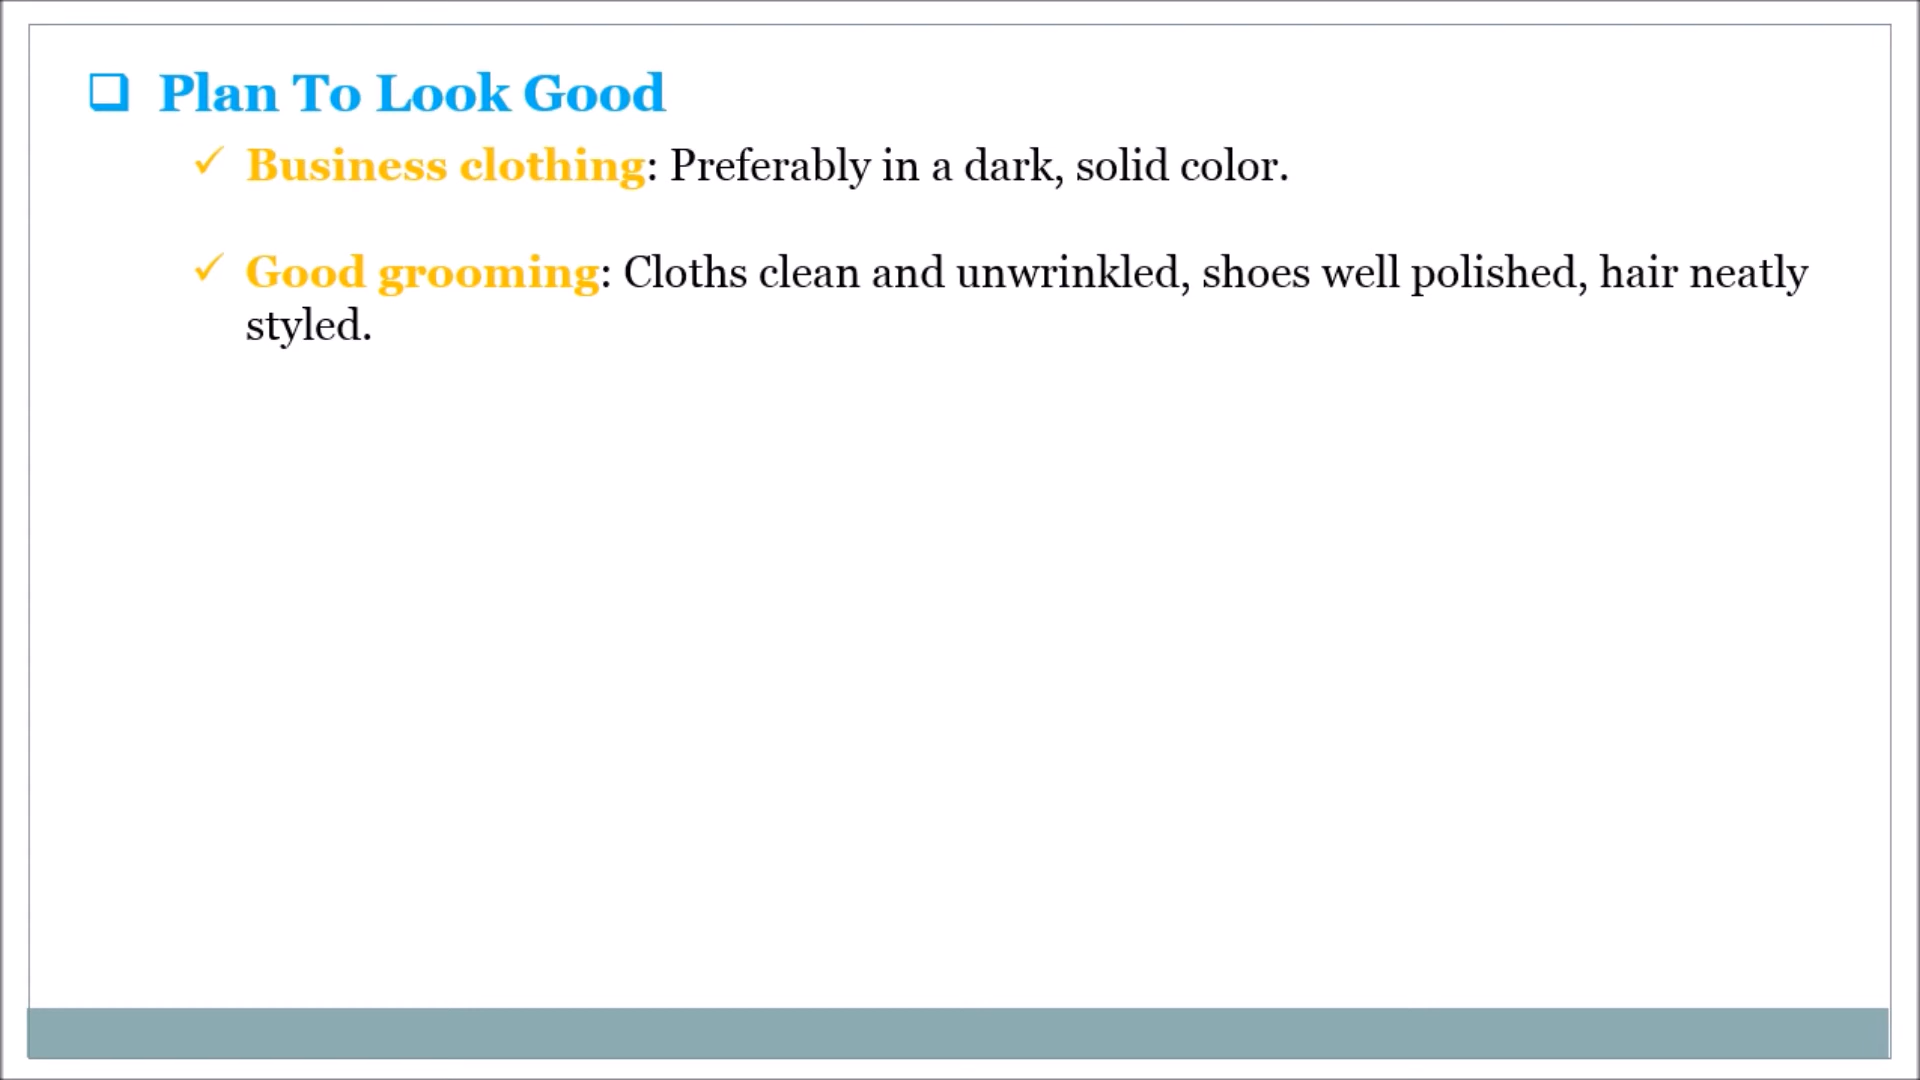 Plan To Look Good
Business clothing: Preferably in a dark, solid color.
Good grooming: Cloths clean and unwrinkled, shoes well polished, hair neatly
styled.